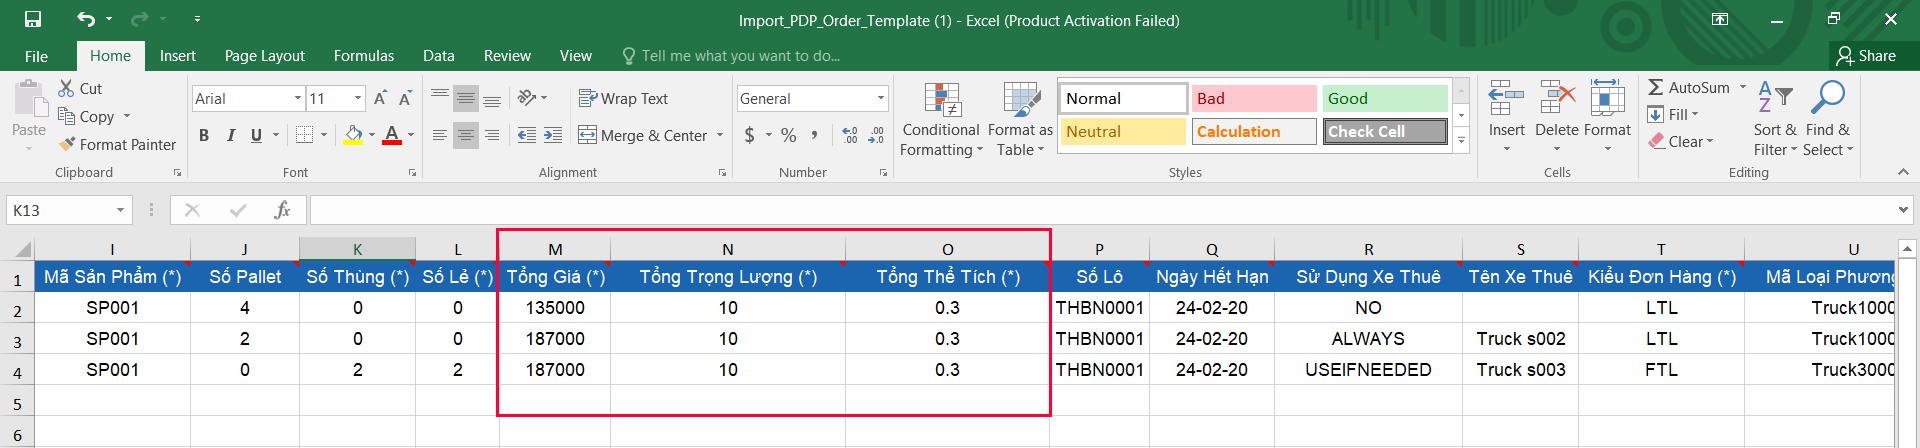 Import_PDP_Order_Template (1) - Excel (Product Activation Failed)
File Home Insert Page Layout Formulas Data Review View Tell me what you want to do... Share
Paste Cut Copy Format Painter
Arial 11 B I U
Wrap Text Merge & Center
General $ % ,
Conditional Formatting Format as Table
Normal Bad Good
Neutral Calculation Check Cell
Insert Delete Format
AutoSum Fill Clear Sort & Filter Find & Select
Clipboard Font Alignment Number Styles Cells Editing
K13 fx
I J K L M N O P Q R S T U
1 Mã Sản Phẩm (*) Số Pallet Số Thùng (*) Số Lẻ (*) Tổng Giá (*) Tổng Trọng Lượng (*) Tổng Thể Tích (*) Số Lô Ngày Hết Hạn Sử Dụng Xe Thuê Tên Xe Thuê Kiểu Đơn Hàng (*) Mã Loại Phương
2 SP001 4 0 0 135000 10 0.3 THBN0001 24-02-20 NO LTL Truck1000
3 SP001 2 0 0 187000 10 0.3 THBN0001 24-02-20 ALWAYS Truck s002 LTL Truck1000
4 SP001 0 2 2 187000 10 0.3 THBN0001 24-02-20 USEIFNEEDED Truck s003 FTL Truck3000
5
6